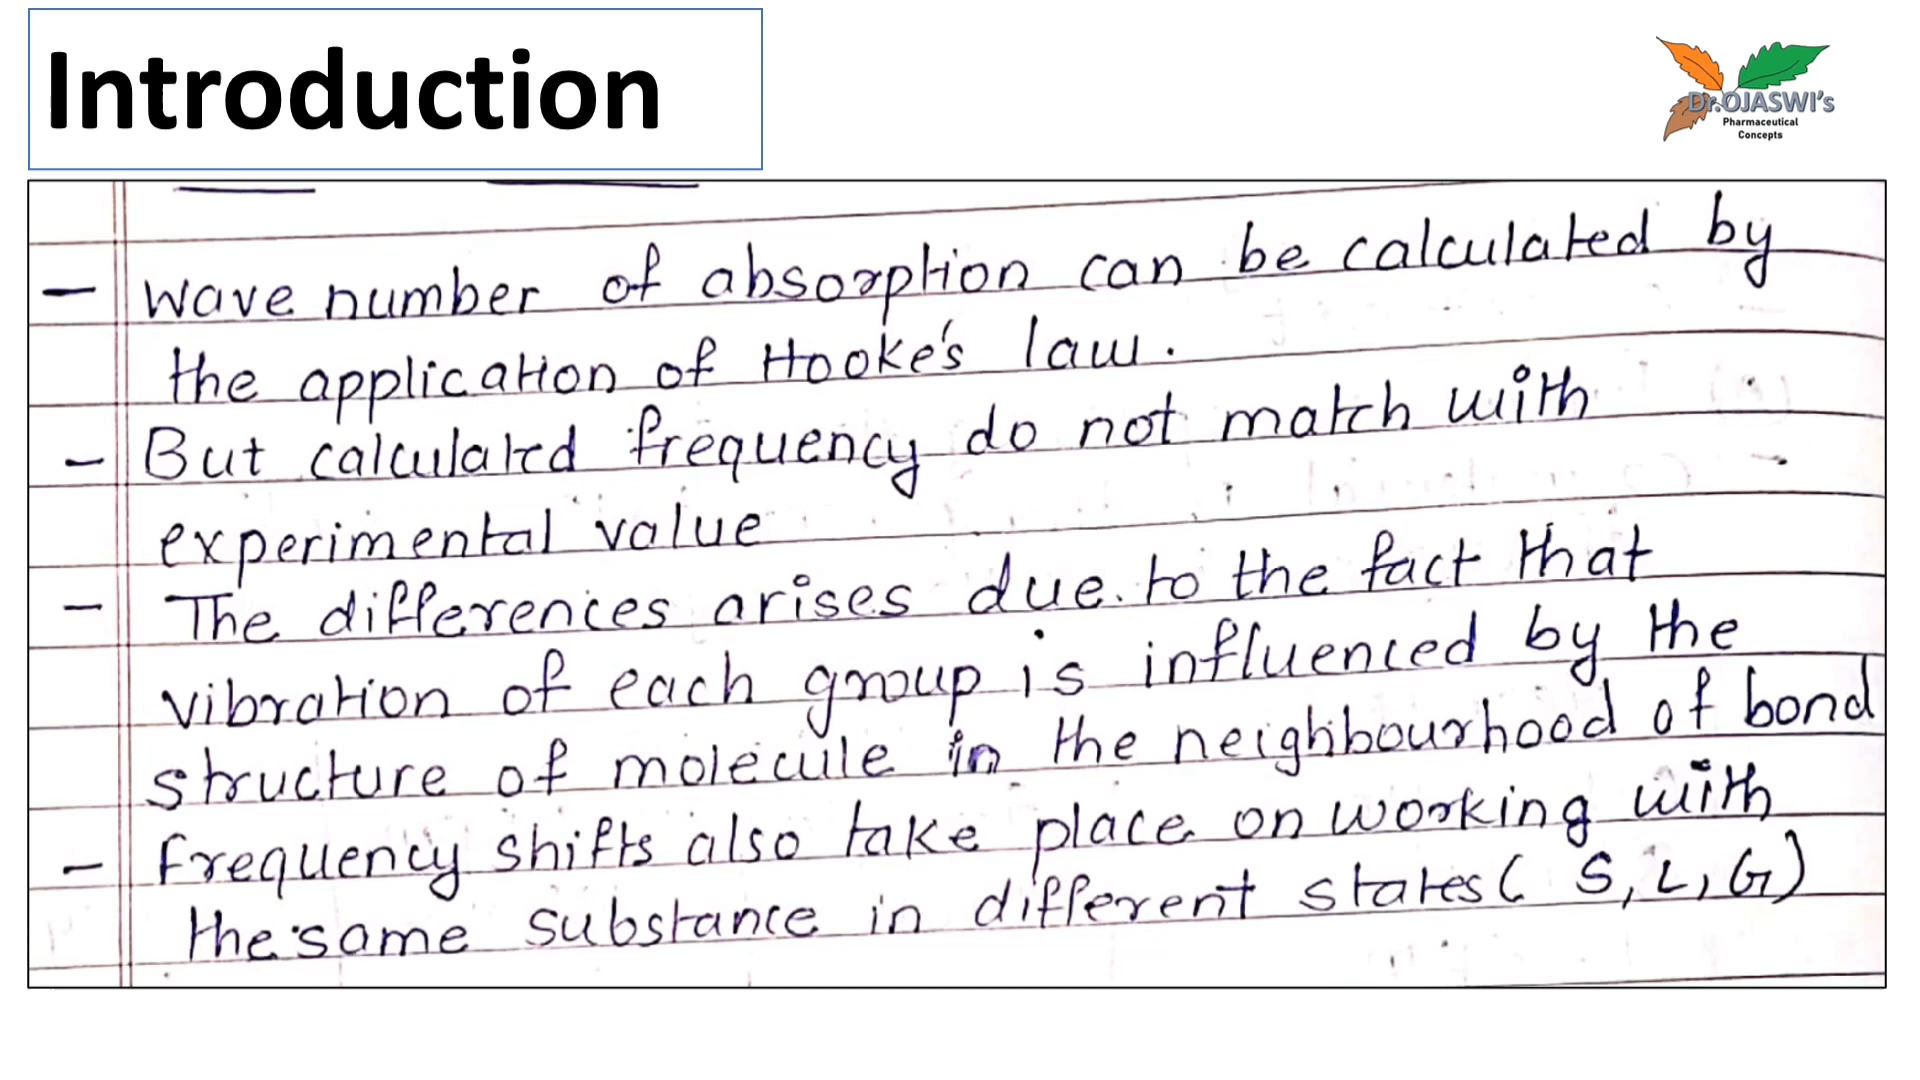 Introduction
Dr.OJASWI's
Pharmaceutical
Concepts
- Wave number of absorption can be calculated by
the application of Hooke's law.
- But calculated frequency do not match with
experimental value
- The differences arises due to the fact that
vibration of each group is influenced by the
structure of molecule in the neighbourhood of bond
- frequency shifts also take place on working with
the same substance in different states ( S, L, G)